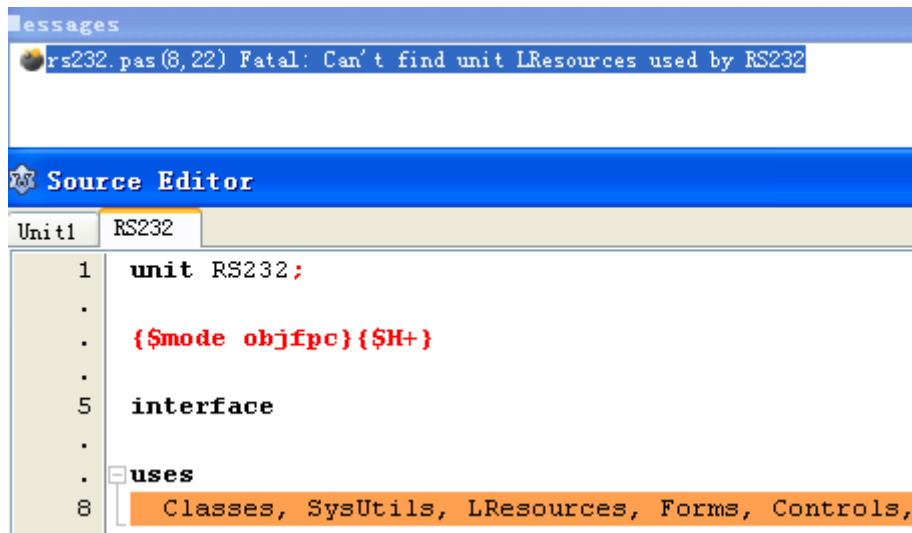 Messages
rs232.pas(8,22) Fatal: Can't find unit LResources used by RS232
Source Editor
Unit1 RS232
1 unit RS232;
.
. {$mode objfpc}{$H+}
.
5 interface
.
. uses
8 Classes, SysUtils, LResources, Forms, Controls,